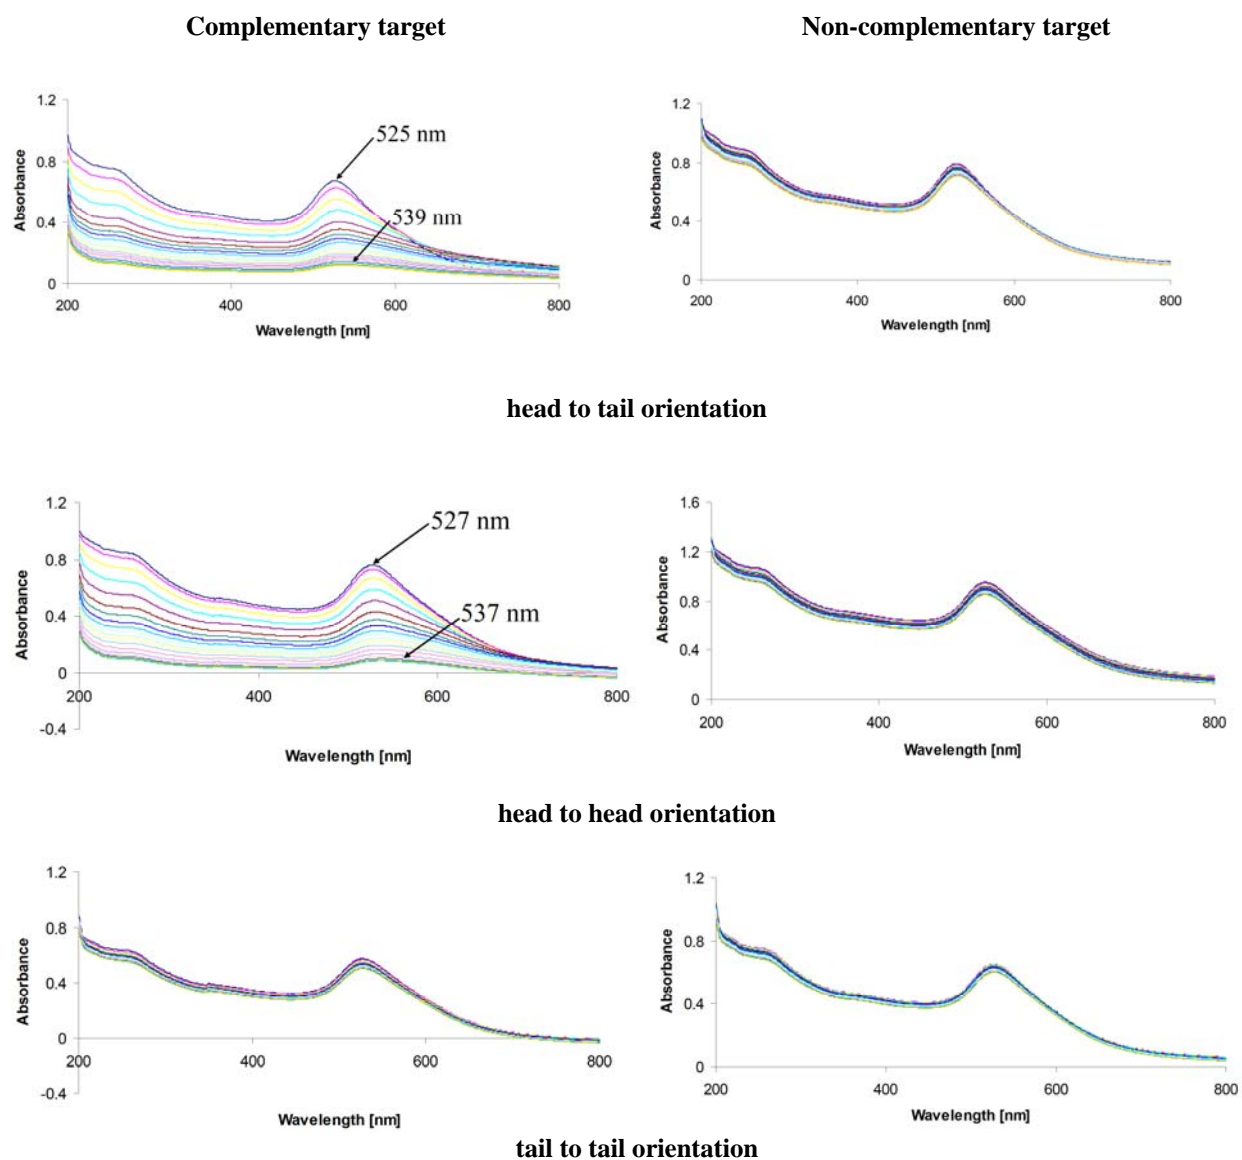 Complementary target
Non-complementary target
1.2
0.8
0.4
0
Absorbance
525 nm
539 nm
200
400
600
800
Wavelength [nm]
1.2
0.8
0.4
0
Absorbance
200
400
600
800
Wavelength [nm]
head to tail orientation
1.2
0.8
0.4
0
-0.4
Absorbance
527 nm
537 nm
200
400
600
800
Wavelength [nm]
1.6
1.2
0.8
0.4
0
Absorbance
200
400
600
800
Wavelength [nm]
head to head orientation
1.2
0.8
0.4
0
-0.4
Absorbance
200
400
600
800
Wavelength [nm]
1.2
0.8
0.4
0
Absorbance
200
400
600
800
Wavelength [nm]
tail to tail orientation